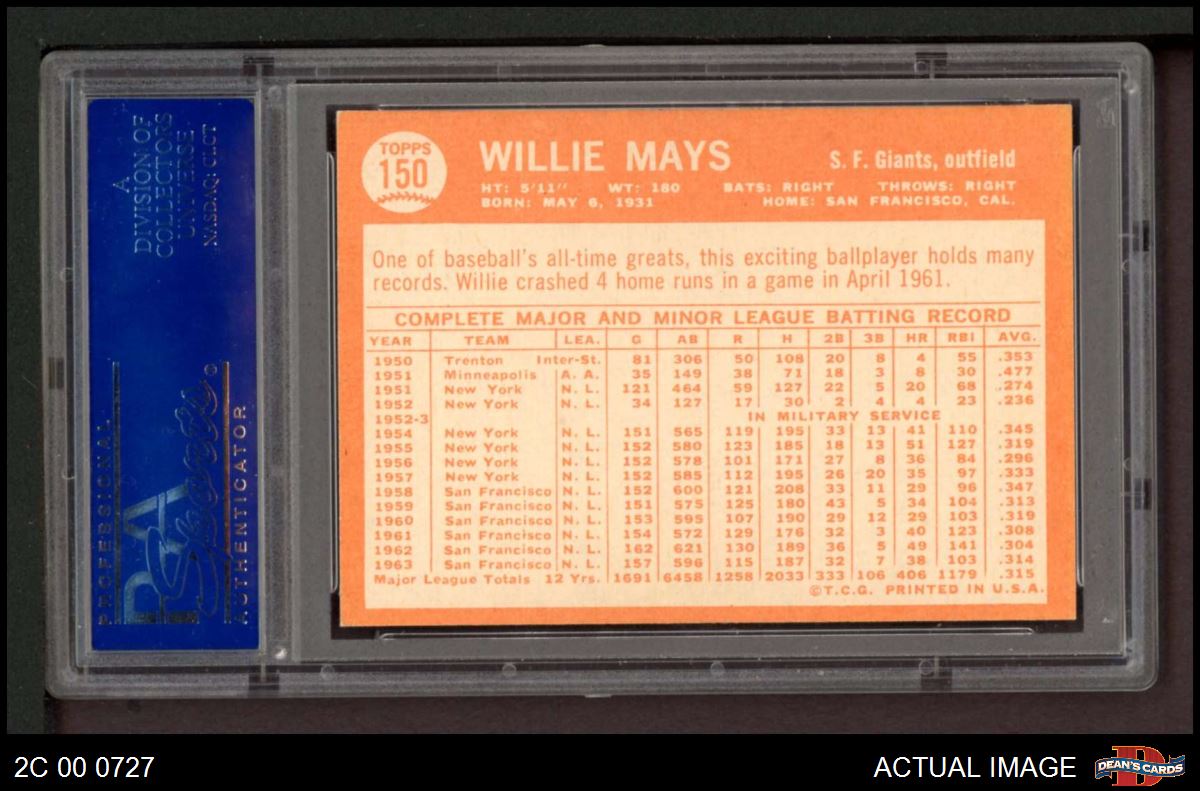 A
DIVISION OF
COLLECTORS
UNIVERSE
NASDAQ: CLCT
PROFESSIONAL
PSA
Sports
®
AUTHENTICATOR
TOPPS
150
WILLIE MAYS
S. F. Giants, outfield
HT: 5'11" WT: 180 BATS: RIGHT THROWS: RIGHT
BORN: MAY 6, 1931 HOME: SAN FRANCISCO, CAL.
One of baseball's all-time greats, this exciting ballplayer holds many
records. Willie crashed 4 home runs in a game in April 1961.
COMPLETE MAJOR AND MINOR LEAGUE BATTING RECORD
YEAR TEAM LEA. G AB R H 2B 3B HR RBI AVG.
1950 Trenton Inter-St. 81 306 50 108 20 8 4 55 .353
1951 Minneapolis A. A. 35 149 38 71 18 3 8 30 .477
1951 New York N. L. 121 464 59 127 22 5 20 68 .274
1952 New York N. L. 34 127 17 30 2 4 4 23 .236
1952-3 IN MILITARY SERVICE
1954 New York N. L. 151 565 119 195 33 13 41 110 .345
1955 New York N. L. 152 580 123 185 18 13 51 127 .319
1956 New York N. L. 152 578 101 171 27 8 36 84 .296
1957 New York N. L. 152 585 112 195 26 20 35 97 .333
1958 San Francisco N. L. 152 600 121 208 33 11 29 96 .347
1959 San Francisco N. L. 151 575 125 180 43 5 34 104 .313
1960 San Francisco N. L. 153 595 107 190 29 12 29 103 .319
1961 San Francisco N. L. 154 572 129 176 32 3 40 123 .308
1962 San Francisco N. L. 162 621 130 189 36 5 49 141 .304
1963 San Francisco N. L. 157 596 115 187 32 7 38 103 .314
Major League Totals 12 Yrs. 1691 6458 1258 2033 333 106 406 1179 .315
©T.C.G. PRINTED IN U.S.A.
2C 00 0727
ACTUAL IMAGE
DEAN'S CARDS